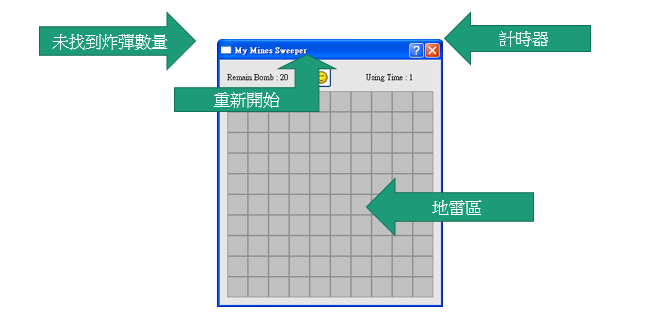 未找到炸彈數量
計時器
My Mines Sweeper
Remain Bomb : 20
Using Time : 1
重新開始
地雷區